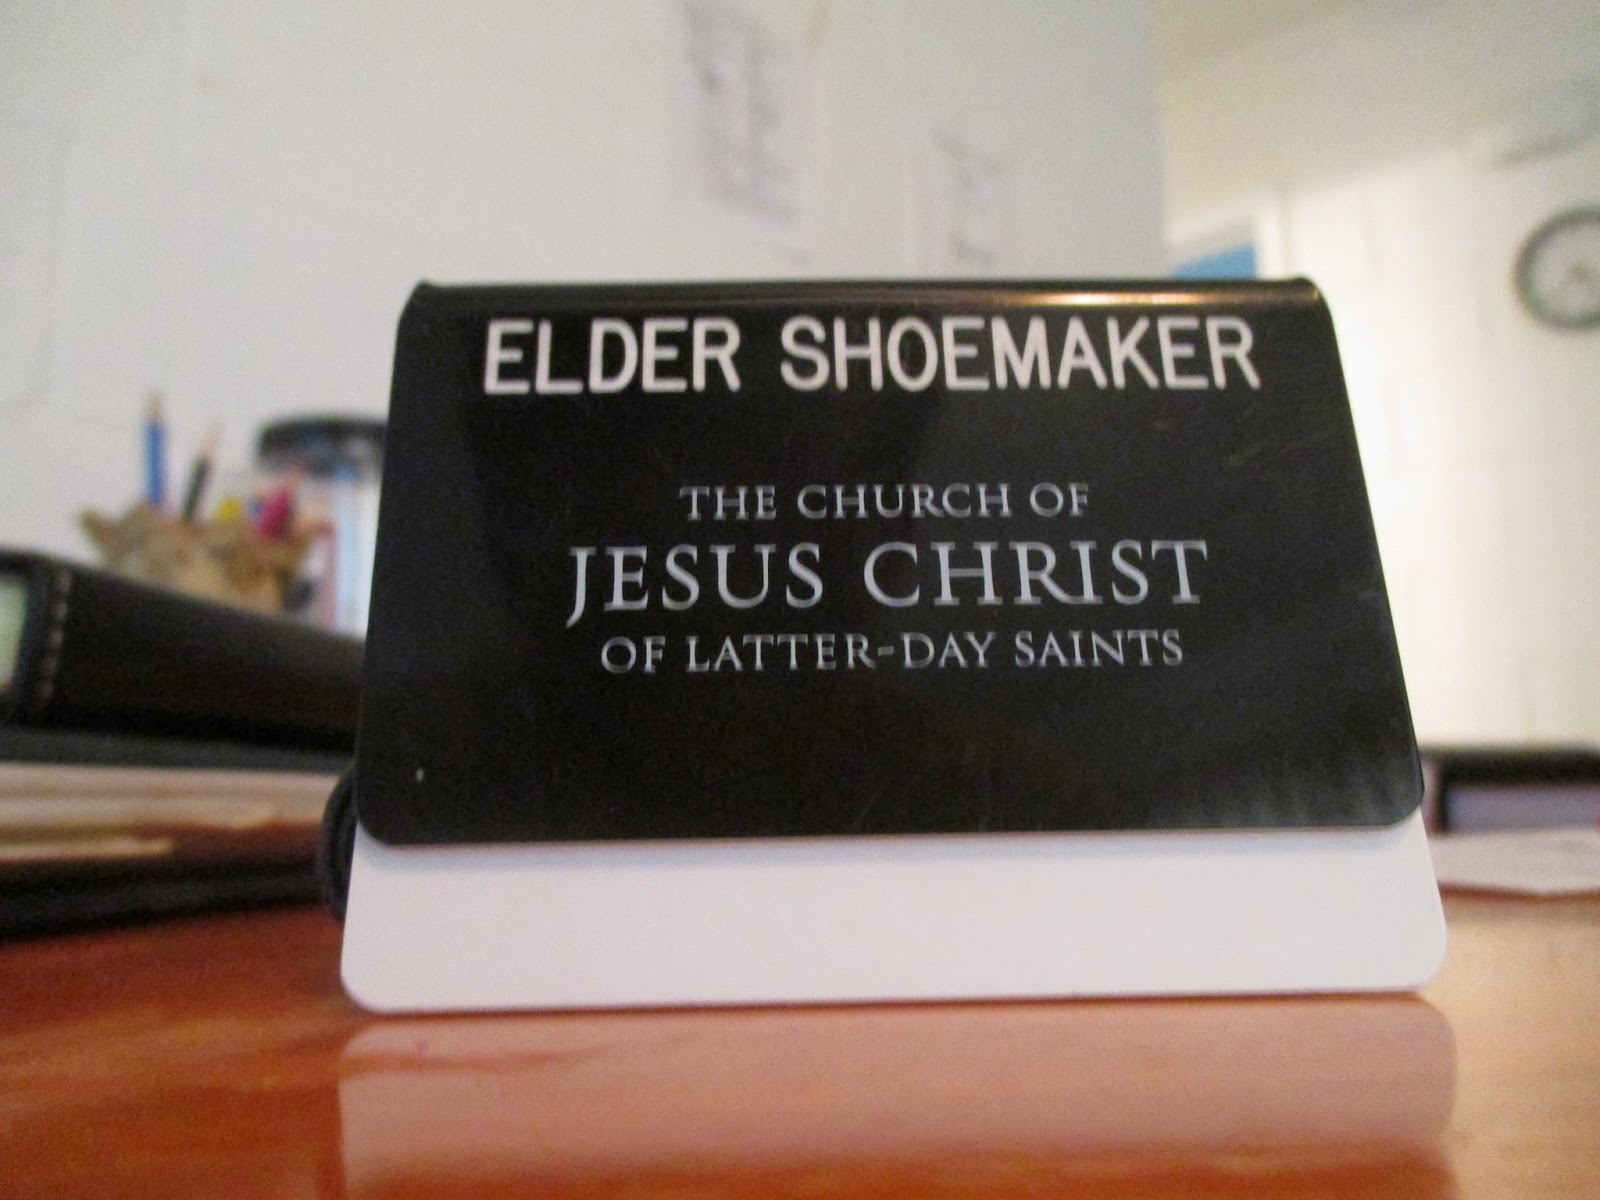 ELDER SHOEMAKER
THE CHURCH OF
JESUS CHRIST
OF LATTER-DAY SAINTS